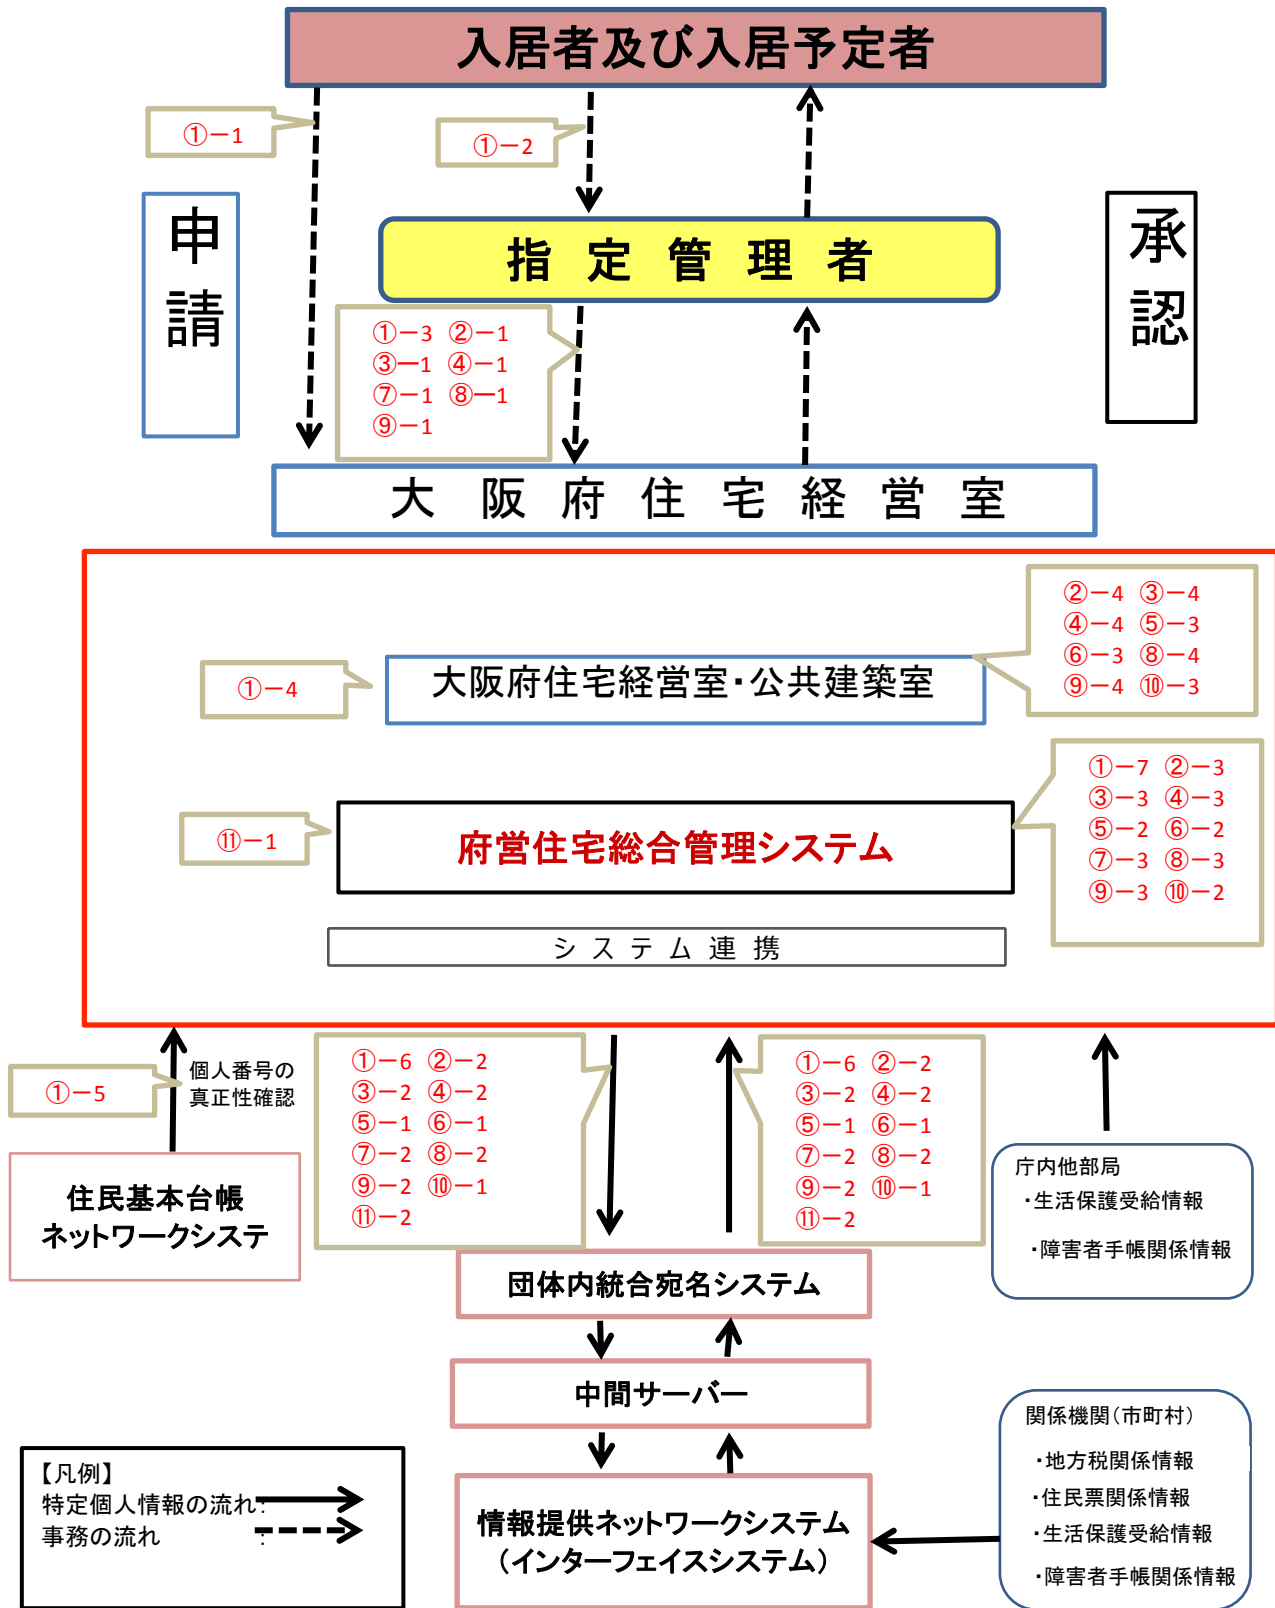 入居者及び入居予定者
①−1
①−2
申
請
承
認
指定管理者
①−3 ②−1
③−1 ④−1
⑦−1 ⑧−1
⑨−1
大阪府住宅経営室
②−4 ③−4
④−4 ⑤−3
⑥−3 ⑧−4
⑨−4 ⑩−3
①−4
大阪府住宅経営室・公共建築室
①−7 ②−3
③−3 ④−3
⑤−2 ⑥−2
⑦−3 ⑧−3
⑨−3 ⑩−2
⑪−1
府営住宅総合管理システム
システム連携
①−5
個人番号の
真正性確認
①−6 ②−2
③−2 ④−2
⑤−1 ⑥−1
⑦−2 ⑧−2
⑨−2 ⑩−1
⑪−2
①−6 ②−2
③−2 ④−2
⑤−1 ⑥−1
⑦−2 ⑧−2
⑨−2 ⑩−1
⑪−2
住民基本台帳
ネットワークシステ
庁内他部局
・生活保護受給情報
・障害者手帳関係情報
団体内統合宛名システム
中間サーバー
情報提供ネットワークシステム
（インターフェイスシステム）
関係機関（市町村）
・地方税関係情報
・住民票関係情報
・生活保護受給情報
・障害者手帳関係情報
【凡例】
特定個人情報の流れ：
事務の流れ ：